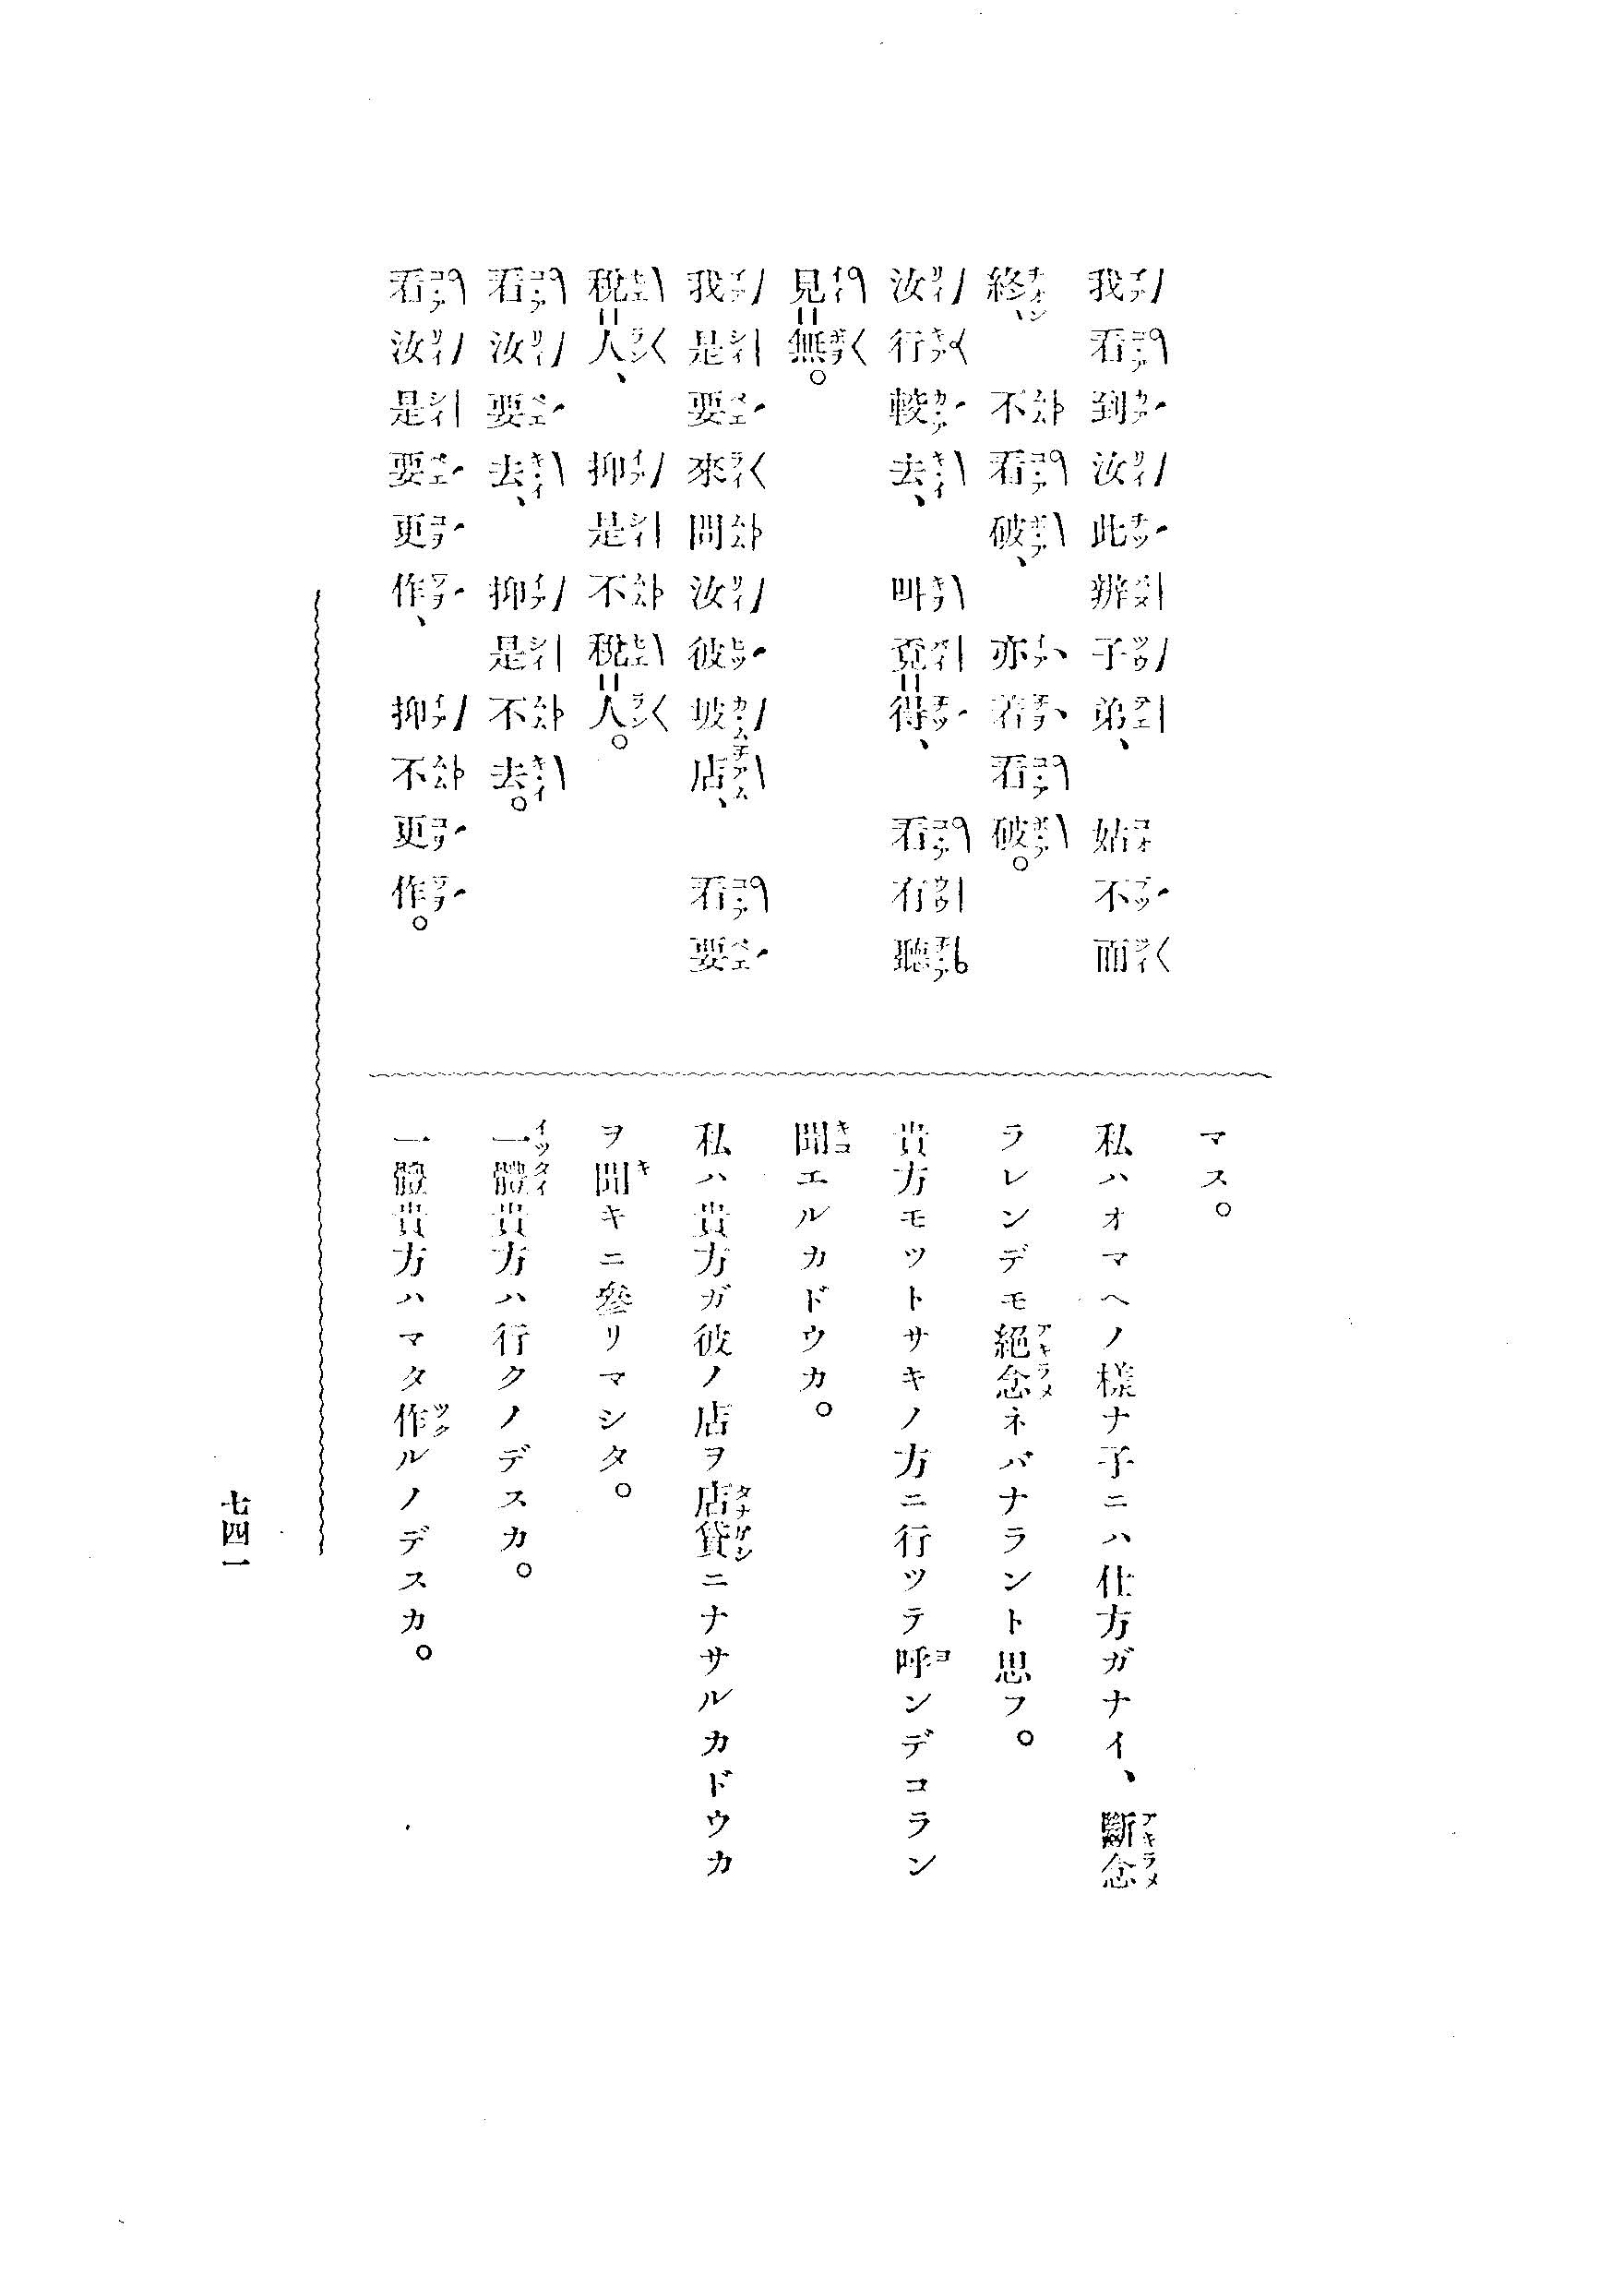 我看到汝此辦子弟、姑不而
終、不看破、亦着看破。
汝行較去、叫覔得、看有聽
見無。
我是要來問汝彼坡店、看要
稅人、抑是不稅人。
看汝要去、抑是不去。
看汝是要更作、抑不更作。
マス。
私ハオマヘノ樣ナ子ニハ仕方ガナイ、斷念
ラレンデモ絕念ネバナラント思フ。
貴方モツトサキノ方ニ行ツテ呼ンデコラン
聞エルカドウカ。
私ハ貴方ガ彼ノ店ヲ店貸ニナサルカドウカ
ヲ聞キニ參リマシタ。
一體貴方ハ行クノデスカ。
一體貴方ハマタ作ルノデスカ。
七四一